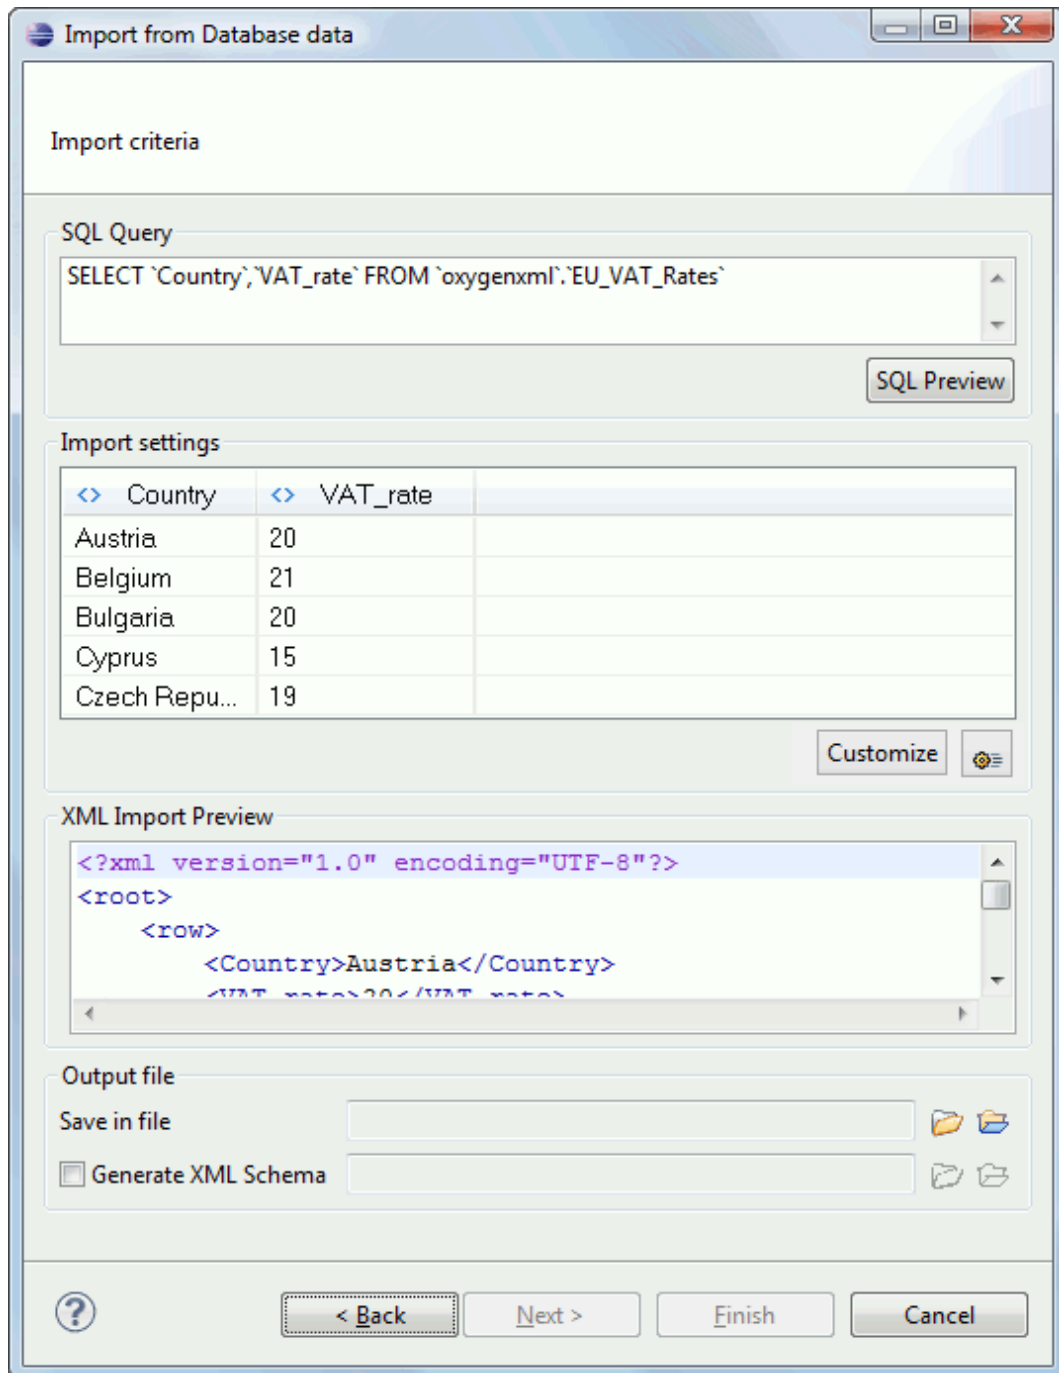 Import from Database data
Import criteria
SQL Query
SELECT `Country`,`VAT_rate` FROM `oxygenxml`.`EU_VAT_Rates`
SQL Preview
Import settings
<> Country <> VAT_rate
Austria 20
Belgium 21
Bulgaria 20
Cyprus 15
Czech Repu... 19
Customize
XML Import Preview
<?xml version="1.0" encoding="UTF-8"?>
<root>
<row>
<Country>Austria</Country>
<VAT_rate>20</VAT_rate>
Output file
Save in file
Generate XML Schema
? < Back Next > Finish Cancel